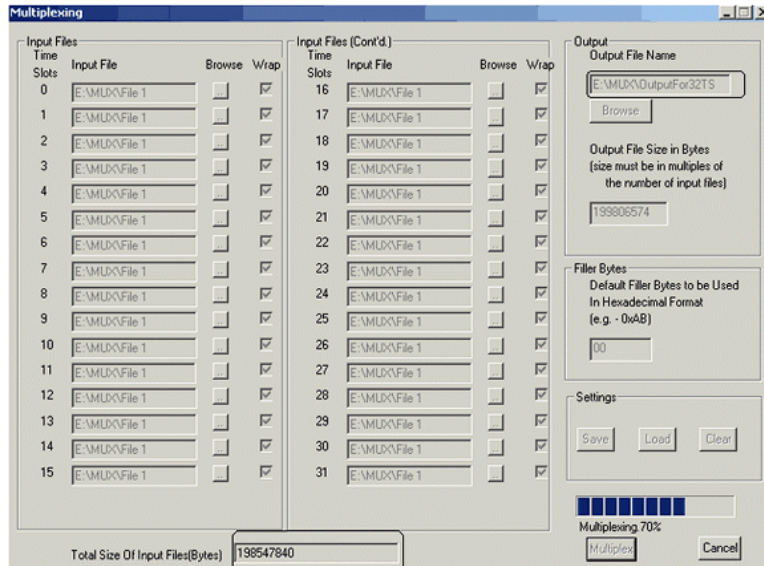 Multiplexing
Input Files
Time Slots Input File Browse Wrap
0 E:\MUX\File 1 ..
1 E:\MUX\File 1 ..
2 E:\MUX\File 1 ..
3 E:\MUX\File 1 ..
4 E:\MUX\File 1 ..
5 E:\MUX\File 1 ..
6 E:\MUX\File 1 ..
7 E:\MUX\File 1 ..
8 E:\MUX\File 1 ..
9 E:\MUX\File 1 ..
10 E:\MUX\File 1 ..
11 E:\MUX\File 1 ..
12 E:\MUX\File 1 ..
13 E:\MUX\File 1 ..
14 E:\MUX\File 1 ..
15 E:\MUX\File 1 ..
Input Files (Cont'd.)
Time Slots Input File Browse Wrap
16 E:\MUX\File 1 ..
17 E:\MUX\File 1 ..
18 E:\MUX\File 1 ..
19 E:\MUX\File 1 ..
20 E:\MUX\File 1 ..
21 E:\MUX\File 1 ..
22 E:\MUX\File 1 ..
23 E:\MUX\File 1 ..
24 E:\MUX\File 1 ..
25 E:\MUX\File 1 ..
26 E:\MUX\File 1 ..
27 E:\MUX\File 1 ..
28 E:\MUX\File 1 ..
29 E:\MUX\File 1 ..
30 E:\MUX\File 1 ..
31 E:\MUX\File 1 ..
Total Size Of Input Files(Bytes) 198547840
Output
Output File Name
E:\MUX\OutputFor32TS
Browse
Output File Size in Bytes
(size must be in multiples of
the number of input files)
199806574
Filler Bytes
Default Filler Bytes to be Used
In Hexadecimal Format
(e.g. - 0xAB)
00
Settings
Save Load Clear
Multiplexing.70%
Multiplex Cancel